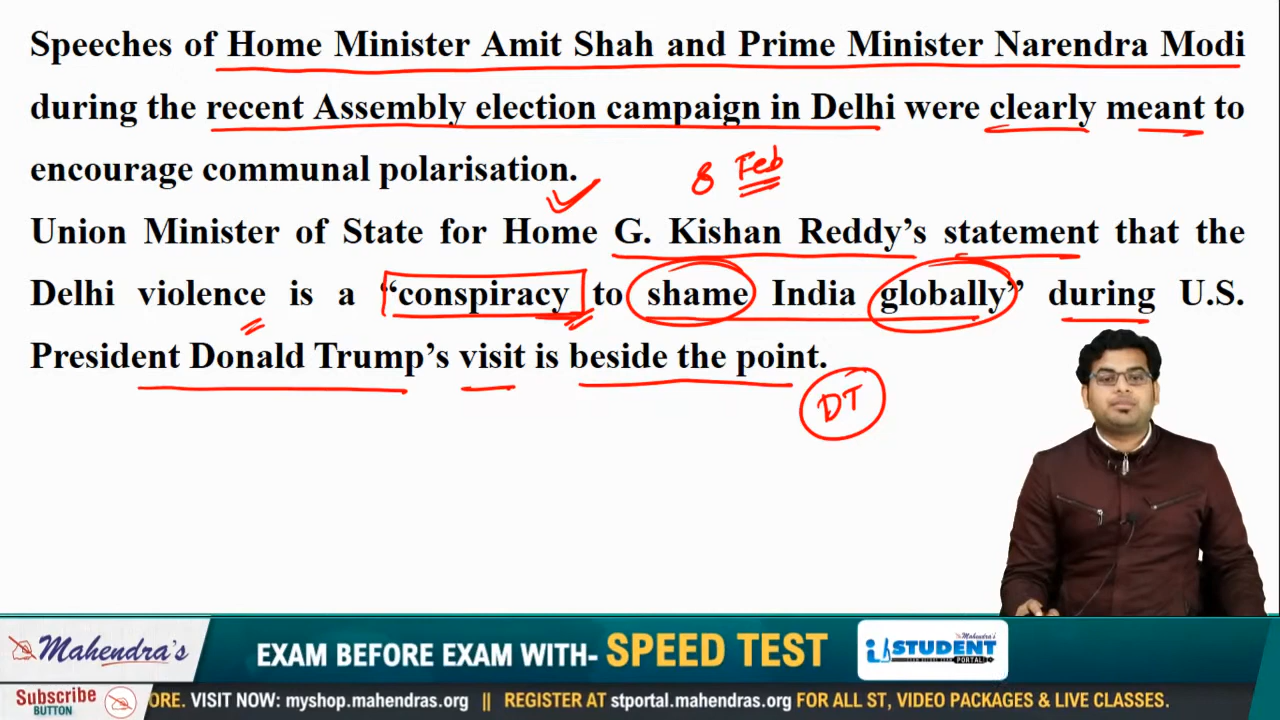 Speeches of Home Minister Amit Shah and Prime Minister Narendra Modi
during the recent Assembly election campaign in Delhi were clearly meant to
encourage communal polarisation.
8 Feb
Union Minister of State for Home G. Kishan Reddy’s statement that the
Delhi violence is a “conspiracy to shame India globally” during U.S.
President Donald Trump’s visit is beside the point.
DT
Mahendra's
EXAM BEFORE EXAM WITH- SPEED TEST
Mahendra's
STUDENT
PORTAL
Subscribe
BUTTON
ORE. VISIT NOW: myshop.mahendras.org || REGISTER AT stportal.mahendras.org FOR ALL ST, VIDEO PACKAGES & LIVE CLASSES.